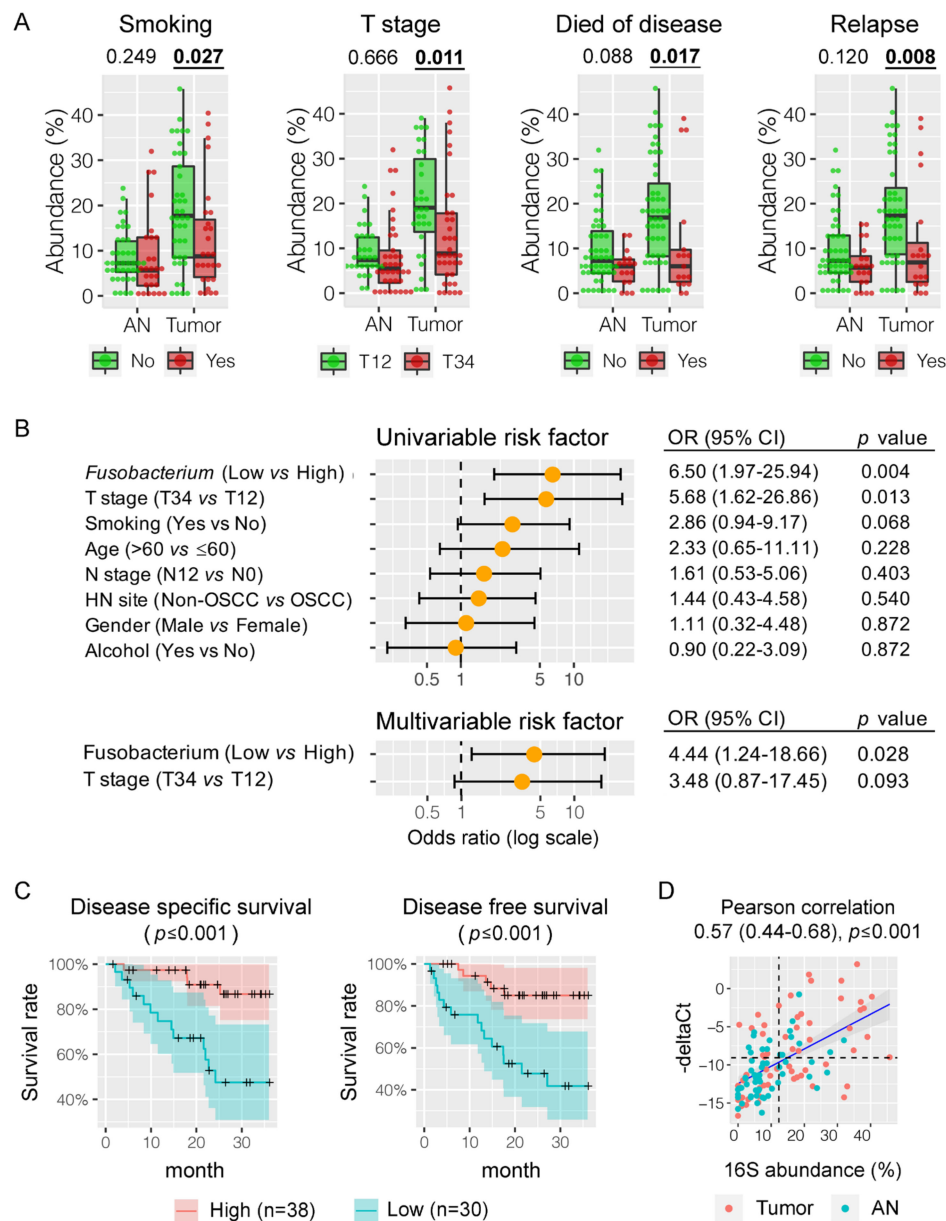 A
Smoking
T stage
Died of disease
Relapse
0.249 0.027
0.666 0.011
0.088 0.017
0.120 0.008
Abundance (%)
40
30
20
10
0
AN Tumor
No Yes
Abundance (%)
40
30
20
10
0
AN Tumor
T12 T34
Abundance (%)
40
30
20
10
0
AN Tumor
No Yes
Abundance (%)
40
30
20
10
0
AN Tumor
No Yes
B
Univariable risk factor
OR (95% CI) p value
Fusobacterium (Low vs High) 6.50 (1.97-25.94) 0.004
T stage (T34 vs T12) 5.68 (1.62-26.86) 0.013
Smoking (Yes vs No) 2.86 (0.94-9.17) 0.068
Age (>60 vs ≤60) 2.33 (0.65-11.11) 0.228
N stage (N12 vs N0) 1.61 (0.53-5.06) 0.403
HN site (Non-OSCC vs OSCC) 1.44 (0.43-4.58) 0.540
Gender (Male vs Female) 1.11 (0.32-4.48) 0.872
Alcohol (Yes vs No) 0.90 (0.22-3.09) 0.872
0.5 1 5 10
Multivariable risk factor
OR (95% CI) p value
Fusobacterium (Low vs High) 4.44 (1.24-18.66) 0.028
T stage (T34 vs T12) 3.48 (0.87-17.45) 0.093
0.5 1 5 10
Odds ratio (log scale)
C
Disease specific survival
( p≤0.001 )
Survival rate
100%
80%
60%
40%
0 10 20 30
month
Disease free survival
( p≤0.001 )
Survival rate
100%
80%
60%
40%
0 10 20 30
month
High (n=38) Low (n=30)
D
Pearson correlation
0.57 (0.44-0.68), p≤0.001
-deltaCt
0
−5
−10
−15
0 10 20 30 40
16S abundance (%)
Tumor AN